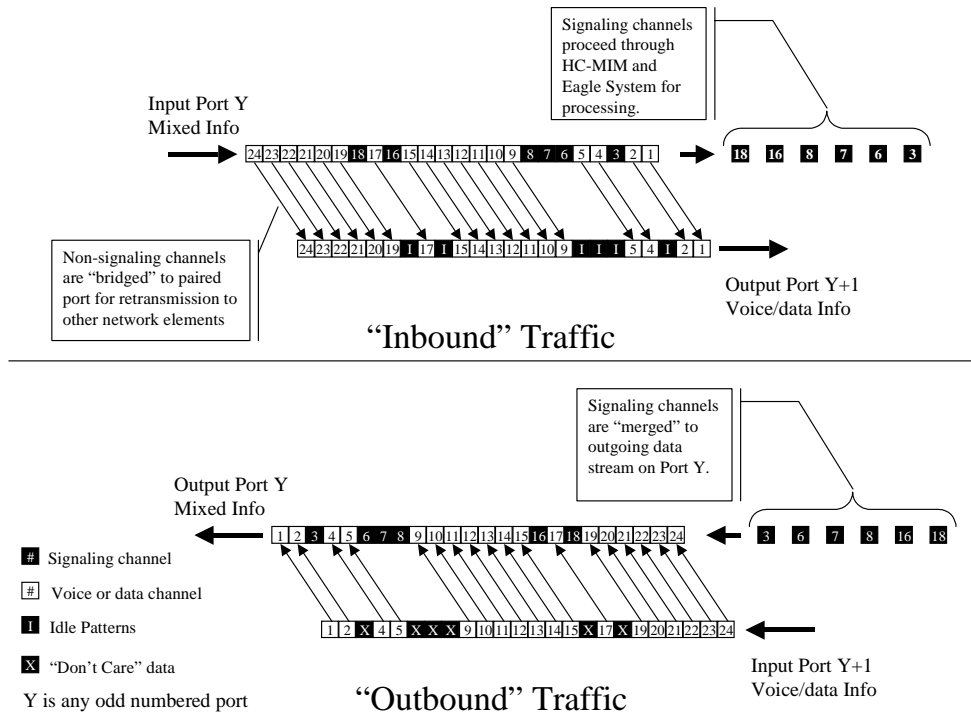 Signaling channels
proceed through
HC-MIM and
Eagle System for
processing.
Input Port Y
Mixed Info
24 23 22 21 20 19 18 17 16 15 14 13 12 11 10 9 8 7 6 5 4 3 2 1
18 16 8 7 6 3
Non-signaling channels
are “bridged” to paired
port for retransmission to
other network elements
24 23 22 21 20 19 I 17 I 15 14 13 12 11 10 9 I I I 5 4 I 2 1
Output Port Y+1
Voice/data Info
“Inbound” Traffic
Signaling channels
are “merged” to
outgoing data
stream on Port Y.
Output Port Y
Mixed Info
1 2 3 4 5 6 7 8 9 10 11 12 13 14 15 16 17 18 19 20 21 22 23 24
3 6 7 8 16 18
# Signaling channel
# Voice or data channel
I Idle Patterns
X “Don’t Care” data
Y is any odd numbered port
1 2 X 4 5 X X X 9 10 11 12 13 14 15 X 17 X 19 20 21 22 23 24
Input Port Y+1
Voice/data Info
“Outbound” Traffic